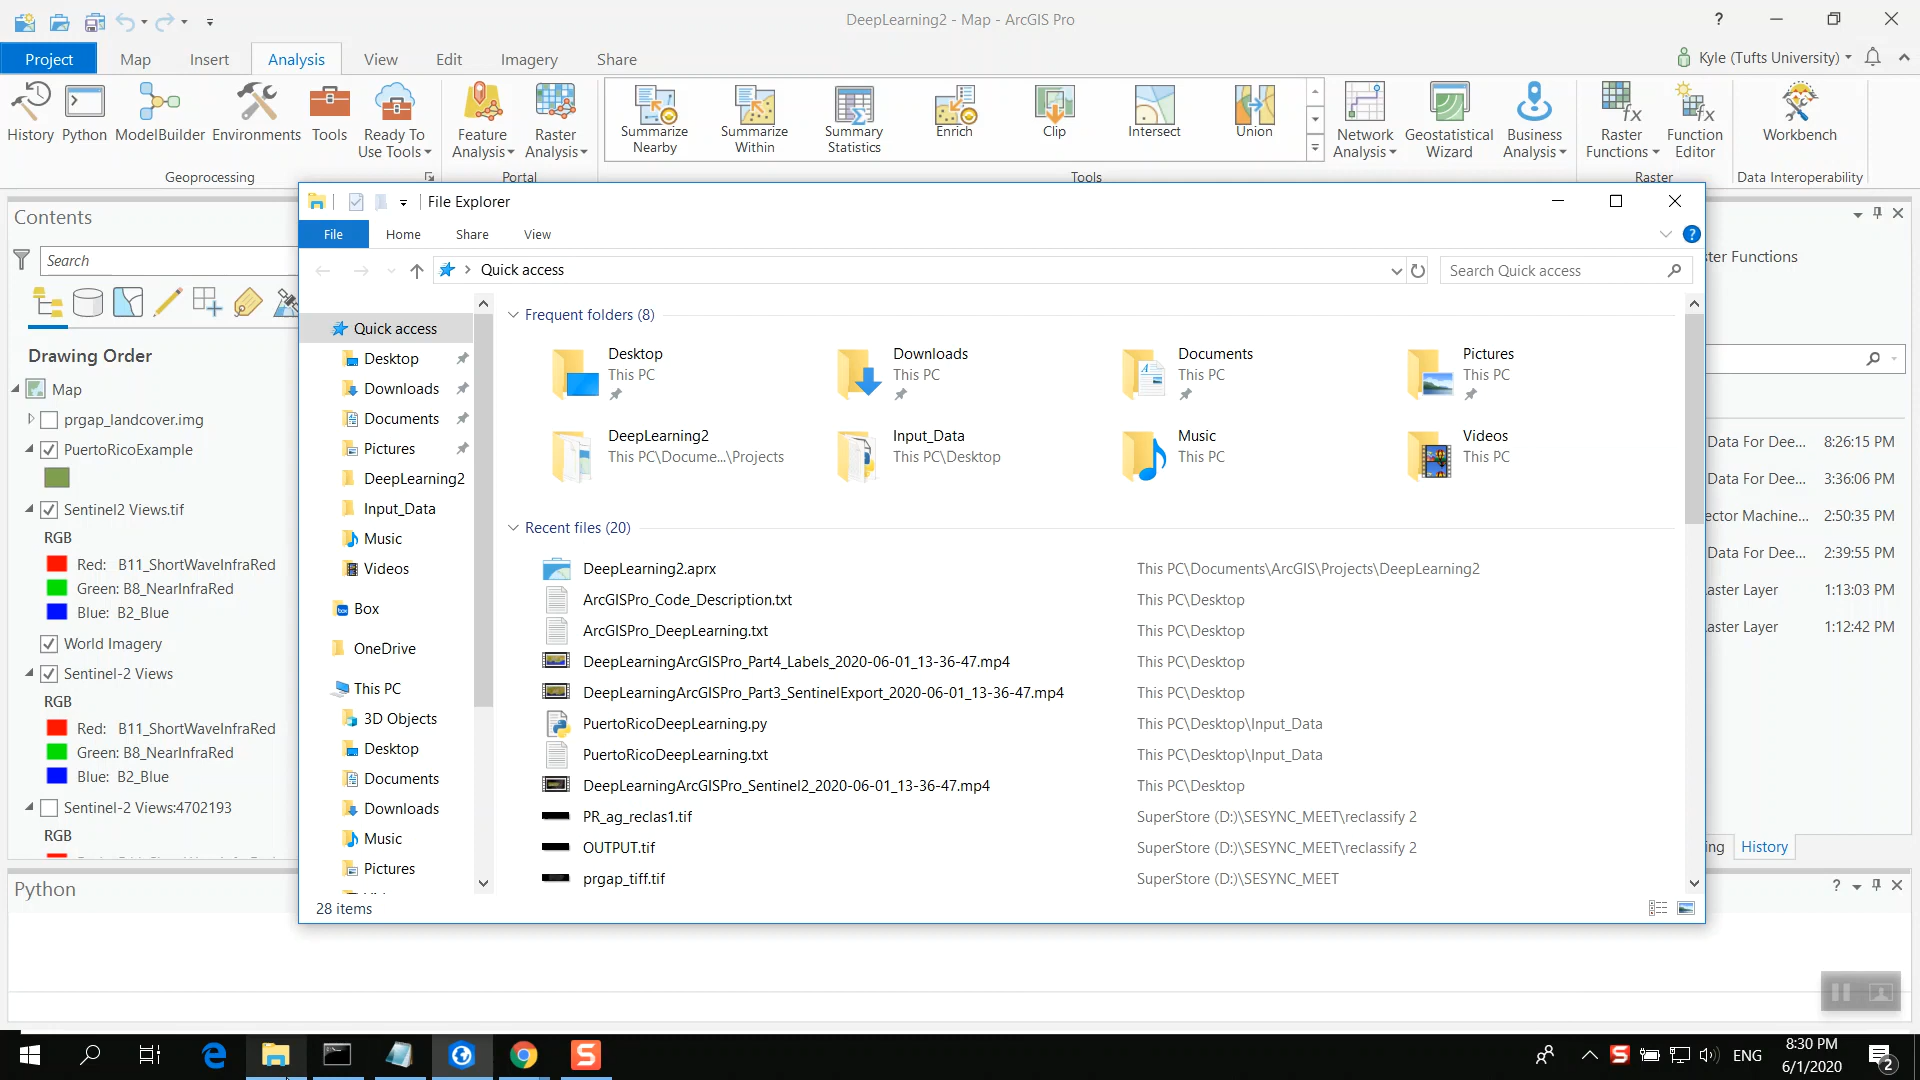 DeepLearning2 - Map - ArcGIS Pro
?
Project
Map
Insert
Analysis
View
Edit
Imagery
Share
Kyle (Tufts University)
History
Python
ModelBuilder
Environments
Tools
Ready To
Use Tools
Feature
Analysis
Raster
Analysis
Summarize
Nearby
Summarize
Within
Summary
Statistics
Enrich
Clip
Intersect
Union
Network
Analysis
Geostatistical
Wizard
Business
Analysis
Raster
Functions
Function
Editor
Workbench
Geoprocessing
Portal
Tools
Raster
Data Interoperability
Contents
Search
Drawing Order
Map
prgap_landcover.img
PuertoRicoExample
Sentinel2 Views.tif
RGB
Red: B11_ShortWaveInfraRed
Green: B8_NearInfraRed
Blue: B2_Blue
World Imagery
Sentinel-2 Views
RGB
Red: B11_ShortWaveInfraRed
Green: B8_NearInfraRed
Blue: B2_Blue
Sentinel-2 Views:4702193
RGB
File Explorer
File
Home
Share
View
?
Quick access
Search Quick access
Quick access
Desktop
Downloads
Documents
Pictures
DeepLearning2
Input_Data
Music
Videos
Box
OneDrive
This PC
3D Objects
Desktop
Documents
Downloads
Music
Pictures
Frequent folders (8)
Desktop
This PC
Downloads
This PC
Documents
This PC
Pictures
This PC
DeepLearning2
This PC\Docume...\Projects
Input_Data
This PC\Desktop
Music
This PC
Videos
This PC
Recent files (20)
DeepLearning2.aprx This PC\Documents\ArcGIS\Projects\DeepLearning2
ArcGISPro_Code_Description.txt This PC\Desktop
ArcGISPro_DeepLearning.txt This PC\Desktop
DeepLearningArcGISPro_Part4_Labels_2020-06-01_13-36-47.mp4 This PC\Desktop
DeepLearningArcGISPro_Part3_SentinelExport_2020-06-01_13-36-47.mp4 This PC\Desktop
PuertoRicoDeepLearning.py This PC\Desktop\Input_Data
PuertoRicoDeepLearning.txt This PC\Desktop\Input_Data
DeepLearningArcGISPro_Sentinel2_2020-06-01_13-36-47.mp4 This PC\Desktop
PR_ag_reclas1.tif SuperStore (D:)\SESYNC_MEET\reclassify 2
OUTPUT.tif SuperStore (D:)\SESYNC_MEET\reclassify 2
prgap_tiff.tif SuperStore (D:)\SESYNC_MEET
28 items
ter Functions
Data For Dee... 8:26:15 PM
Data For Dee... 3:36:06 PM
ector Machine... 2:50:35 PM
Data For Dee... 2:39:55 PM
aster Layer 1:13:03 PM
aster Layer 1:12:42 PM
ing
History
Python
?
ENG
8:30 PM
6/1/2020
2